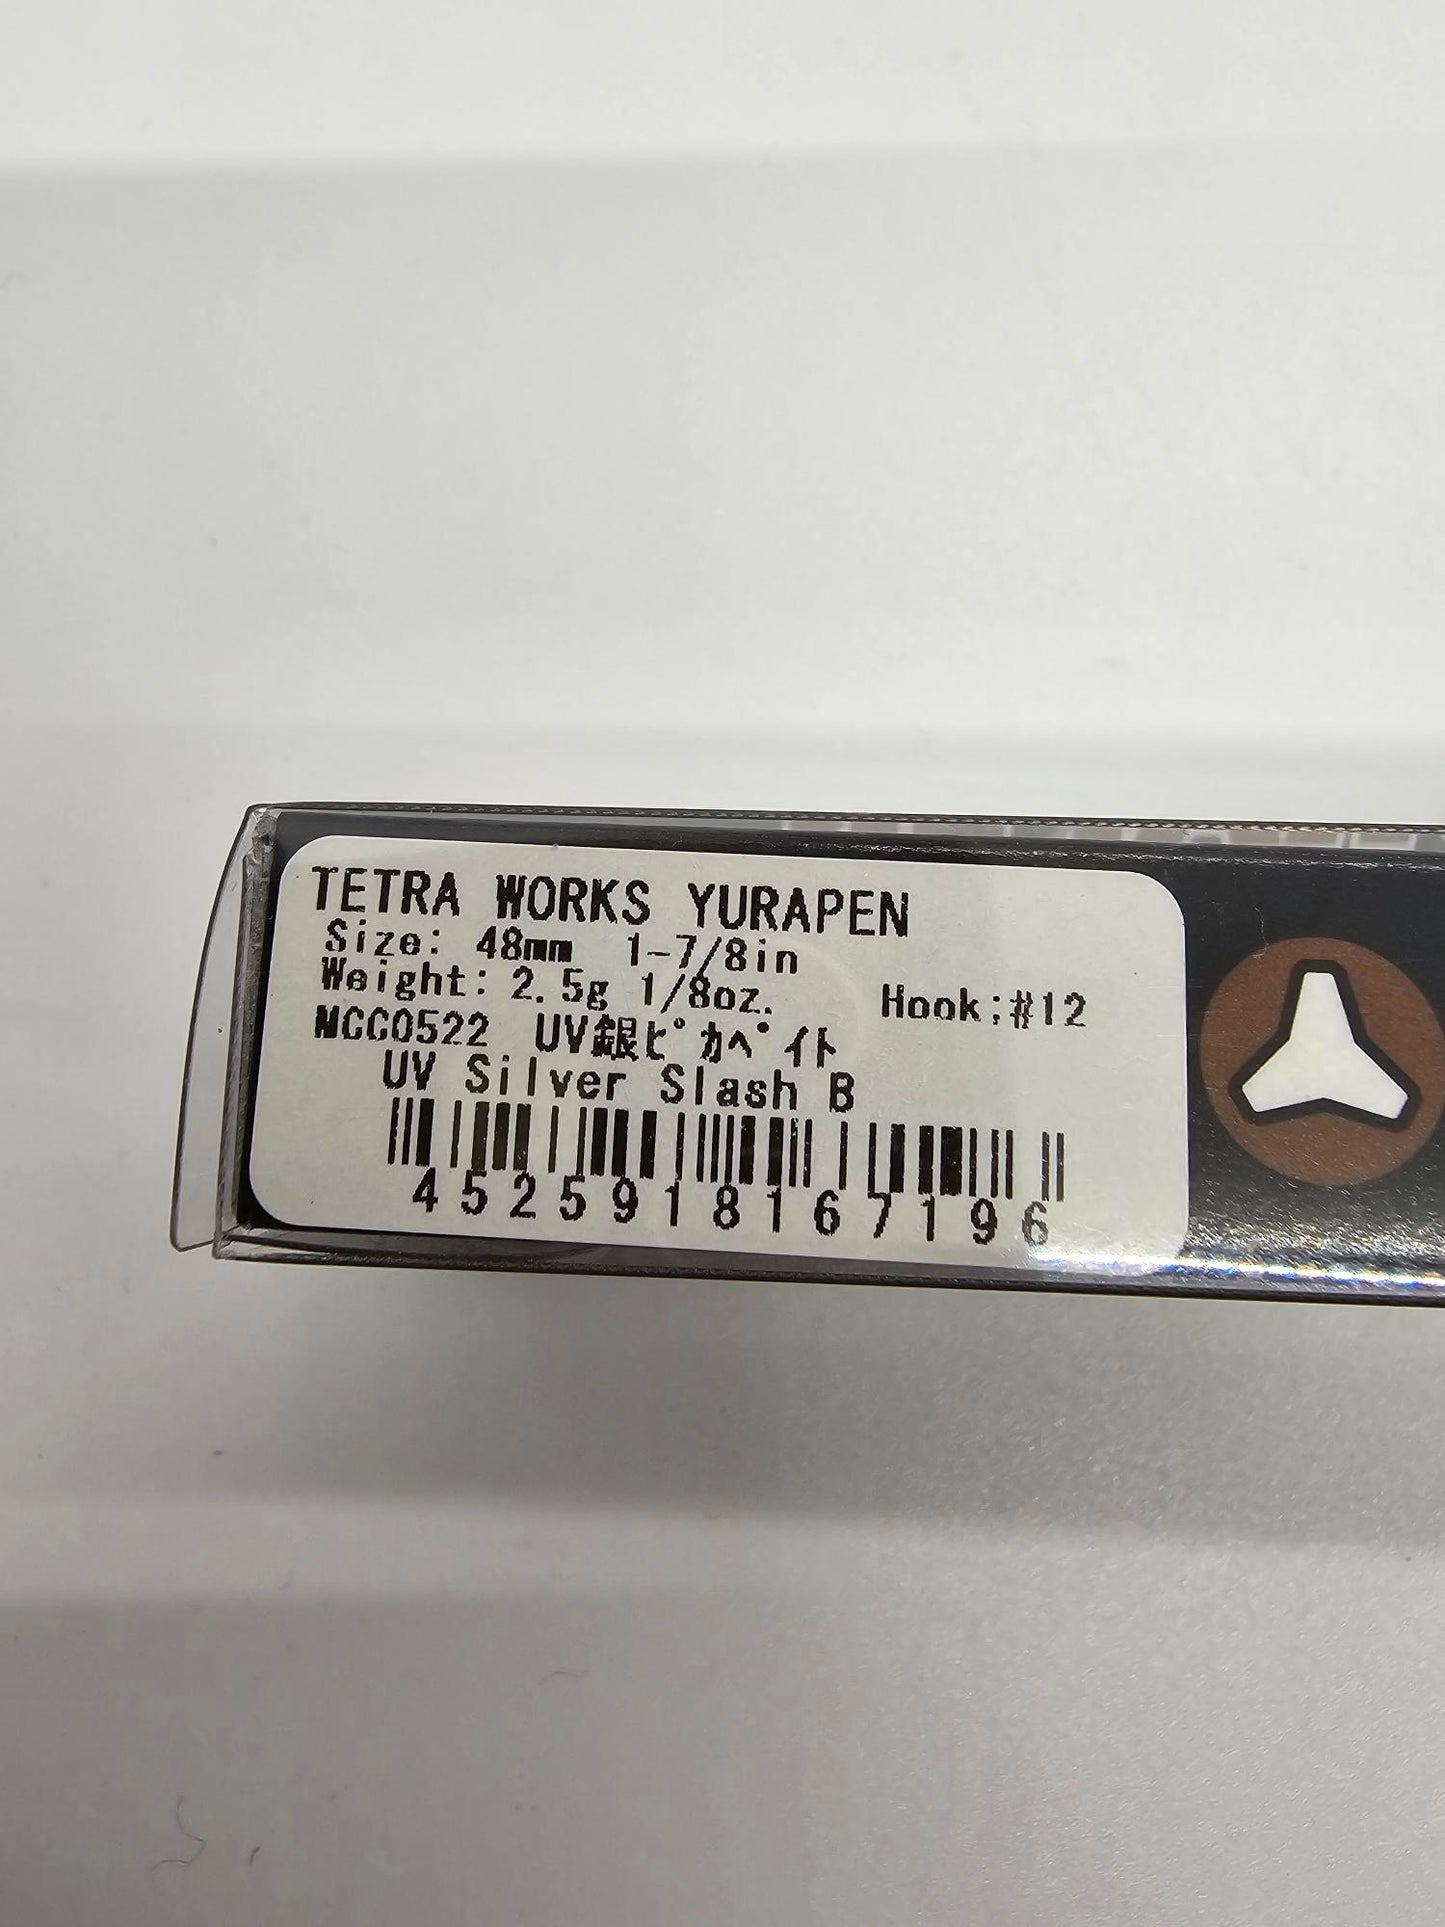 TETRA WORKS YURAPEN
Size: 48mm 1-7/8in
Weight: 2.5g 1/8oz. Hook;#12
MCC0522 UV銀ﾋﾟｶﾍﾞｲﾄ
UV Silver Slash B
4525918167196